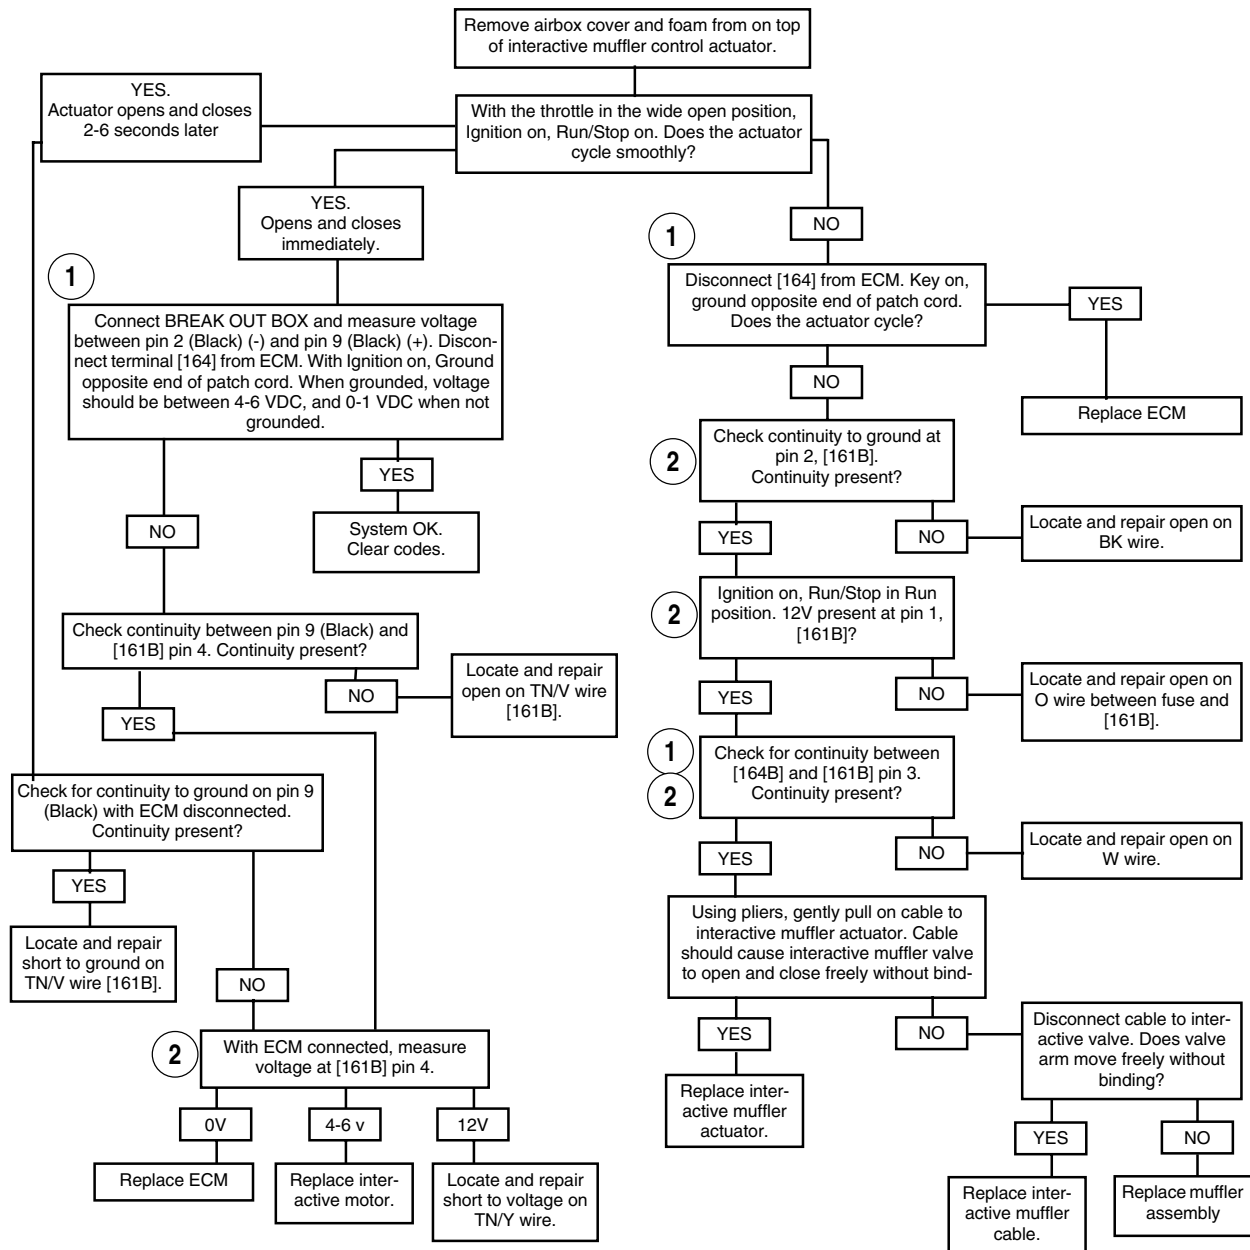 Remove airbox cover and foam from on top
of interactive muffler control actuator.
YES.
Actuator opens and closes
2-6 seconds later
With the throttle in the wide open position,
Ignition on, Run/Stop on. Does the actuator
cycle smoothly?
YES.
Opens and closes
immediately.
NO
1
Disconnect [164] from ECM. Key on,
ground opposite end of patch cord.
Does the actuator cycle?
YES
Replace ECM
NO
1
Connect BREAK OUT BOX and measure voltage
between pin 2 (Black) (-) and pin 9 (Black) (+). Discon-
nect terminal [164] from ECM. With Ignition on, Ground
opposite end of patch cord. When grounded, voltage
should be between 4-6 VDC, and 0-1 VDC when not
grounded.
YES
System OK.
Clear codes.
NO
2
Check continuity to ground at
pin 2, [161B].
Continuity present?
YES
NO
Locate and repair open on
BK wire.
2
Ignition on, Run/Stop in Run
position. 12V present at pin 1,
[161B]?
YES
NO
Locate and repair open on
O wire between fuse and
[161B].
Check continuity between pin 9 (Black) and
[161B] pin 4. Continuity present?
YES
NO
Locate and repair
open on TN/V wire
[161B].
1
2
Check for continuity between
[164B] and [161B] pin 3.
Continuity present?
YES
NO
Locate and repair open on
W wire.
Check for continuity to ground on pin 9
(Black) with ECM disconnected.
Continuity present?
YES
Locate and repair
short to ground on
TN/V wire [161B].
NO
Using pliers, gently pull on cable to
interactive muffler actuator. Cable
should cause interactive muffler valve
to open and close freely without bind-
YES
Replace inter-
active muffler
actuator.
NO
Disconnect cable to inter-
active valve. Does valve
arm move freely without
binding?
YES
NO
Replace inter-
active muffler
cable.
Replace muffler
assembly
2
With ECM connected, measure
voltage at [161B] pin 4.
0V
4-6 v
12V
Replace ECM
Replace inter-
active motor.
Locate and repair
short to voltage on
TN/Y wire.